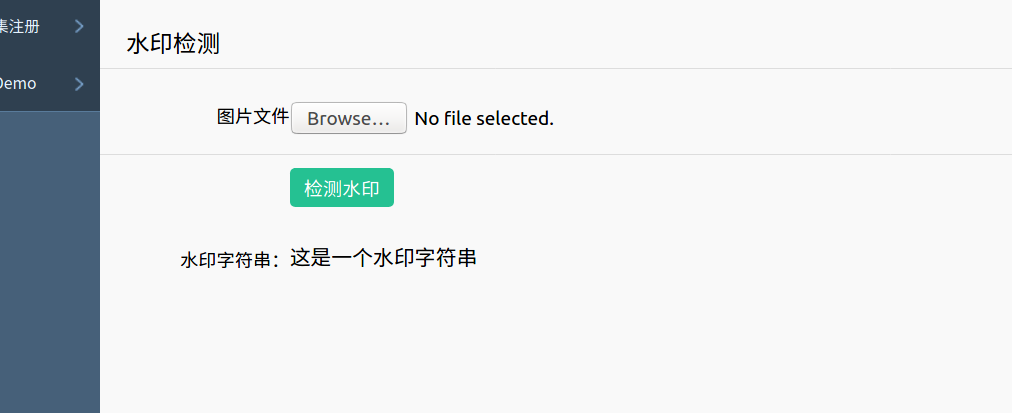 集注册
水印检测
Demo
图片文件 Browse... No file selected.
检测水印
水印字符串：这是一个水印字符串